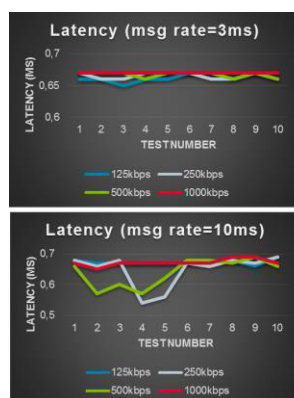 Latency (msg rate=3ms)
LATENCY (MS)
0,7
0,65
0,6
1 2 3 4 5 6 7 8 9 10
TESTNUMBER
125kbps 250kbps
500kbps 1000kbps
Latency (msg rate=10ms)
LATENCY (MS)
0,7
0,6
0,5
1 2 3 4 5 6 7 8 9 10
TESTNUMBER
125kbps 250kbps
500kbps 1000kbps